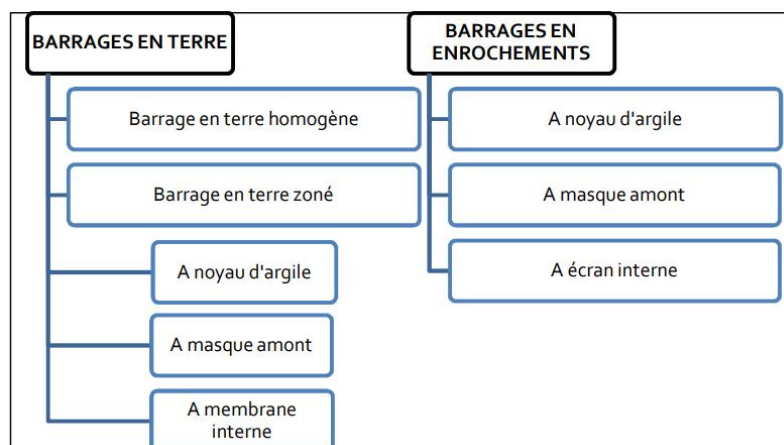 BARRAGES EN TERRE
Barrage en terre homogène
Barrage en terre zoné
A noyau d'argile
A masque amont
A membrane
interne
BARRAGES EN
ENROCHEMENTS
A noyau d'argile
A masque amont
A écran interne